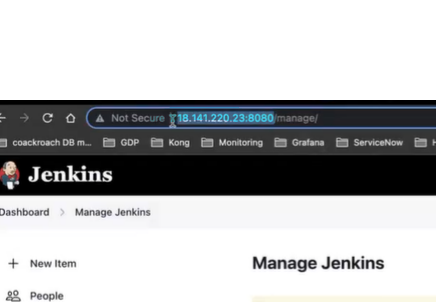 Not Secure 18.141.220.23:8080/manage/
coackroach DB m... GDP Kong Monitoring Grafana ServiceNow
Jenkins
Dashboard > Manage Jenkins
+ New Item
Manage Jenkins
People